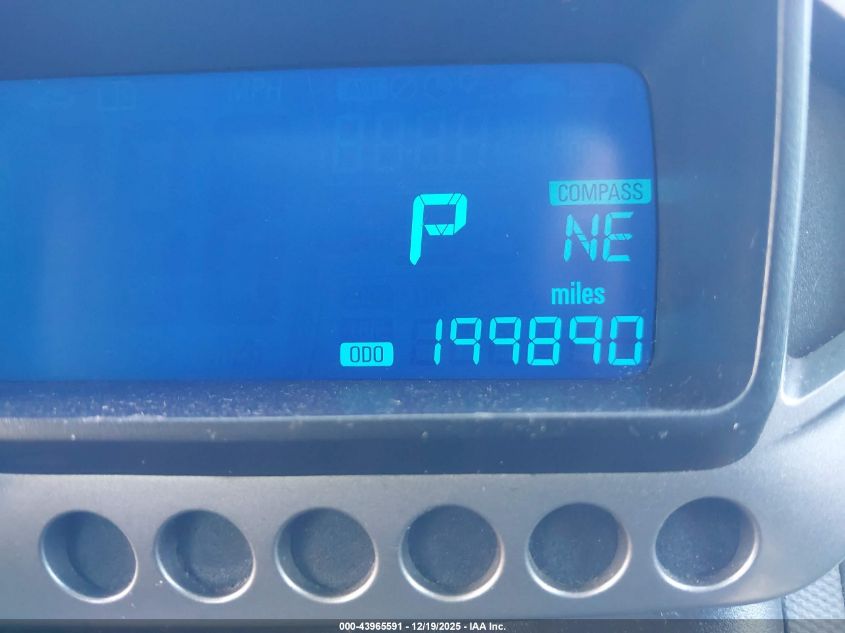 COMPASS
P NE
miles
ODO 199890
000-43965591 - 12/19/2025 - IAA Inc.